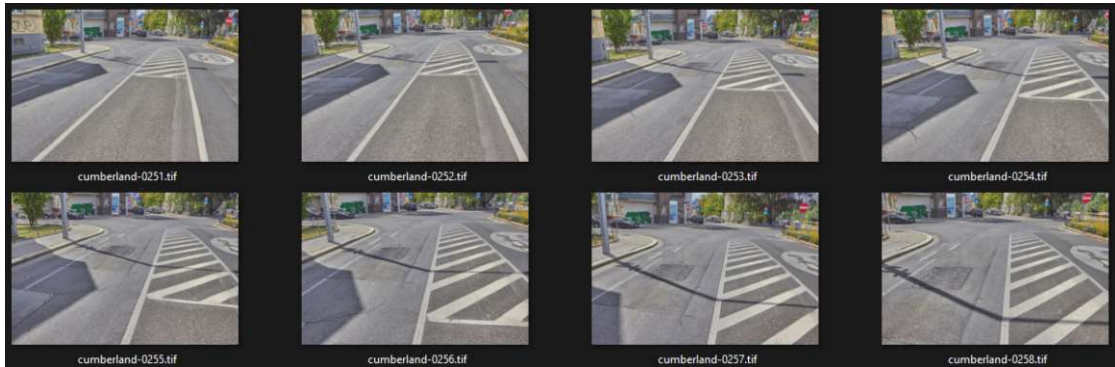 cumberland-0251.tif
cumberland-0252.tif
cumberland-0253.tif
cumberland-0254.tif
cumberland-0255.tif
cumberland-0256.tif
cumberland-0257.tif
cumberland-0258.tif